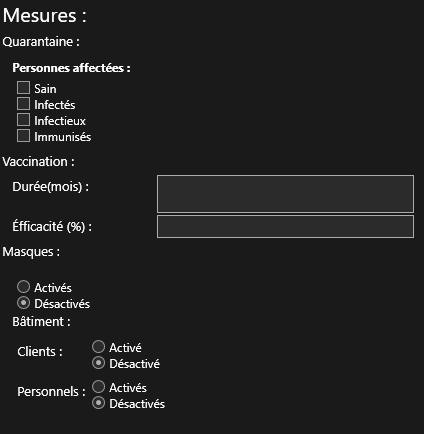 Mesures :
Quarantaine :
Personnes affectées :
Sain
Infectés
Infectieux
Immunisés
Vaccination :
Durée(mois) :
Éfficacité (%) :
Masques :
Activés
Désactivés
Bâtiment :
Clients :
Activé
Désactivé
Personnels :
Activés
Désactivés